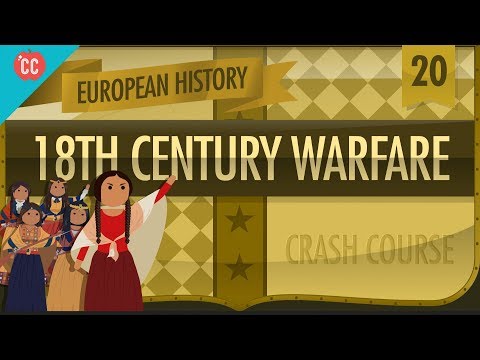 CC
EUROPEAN HISTORY
20
18TH CENTURY WARFARE
CRASH COURSE